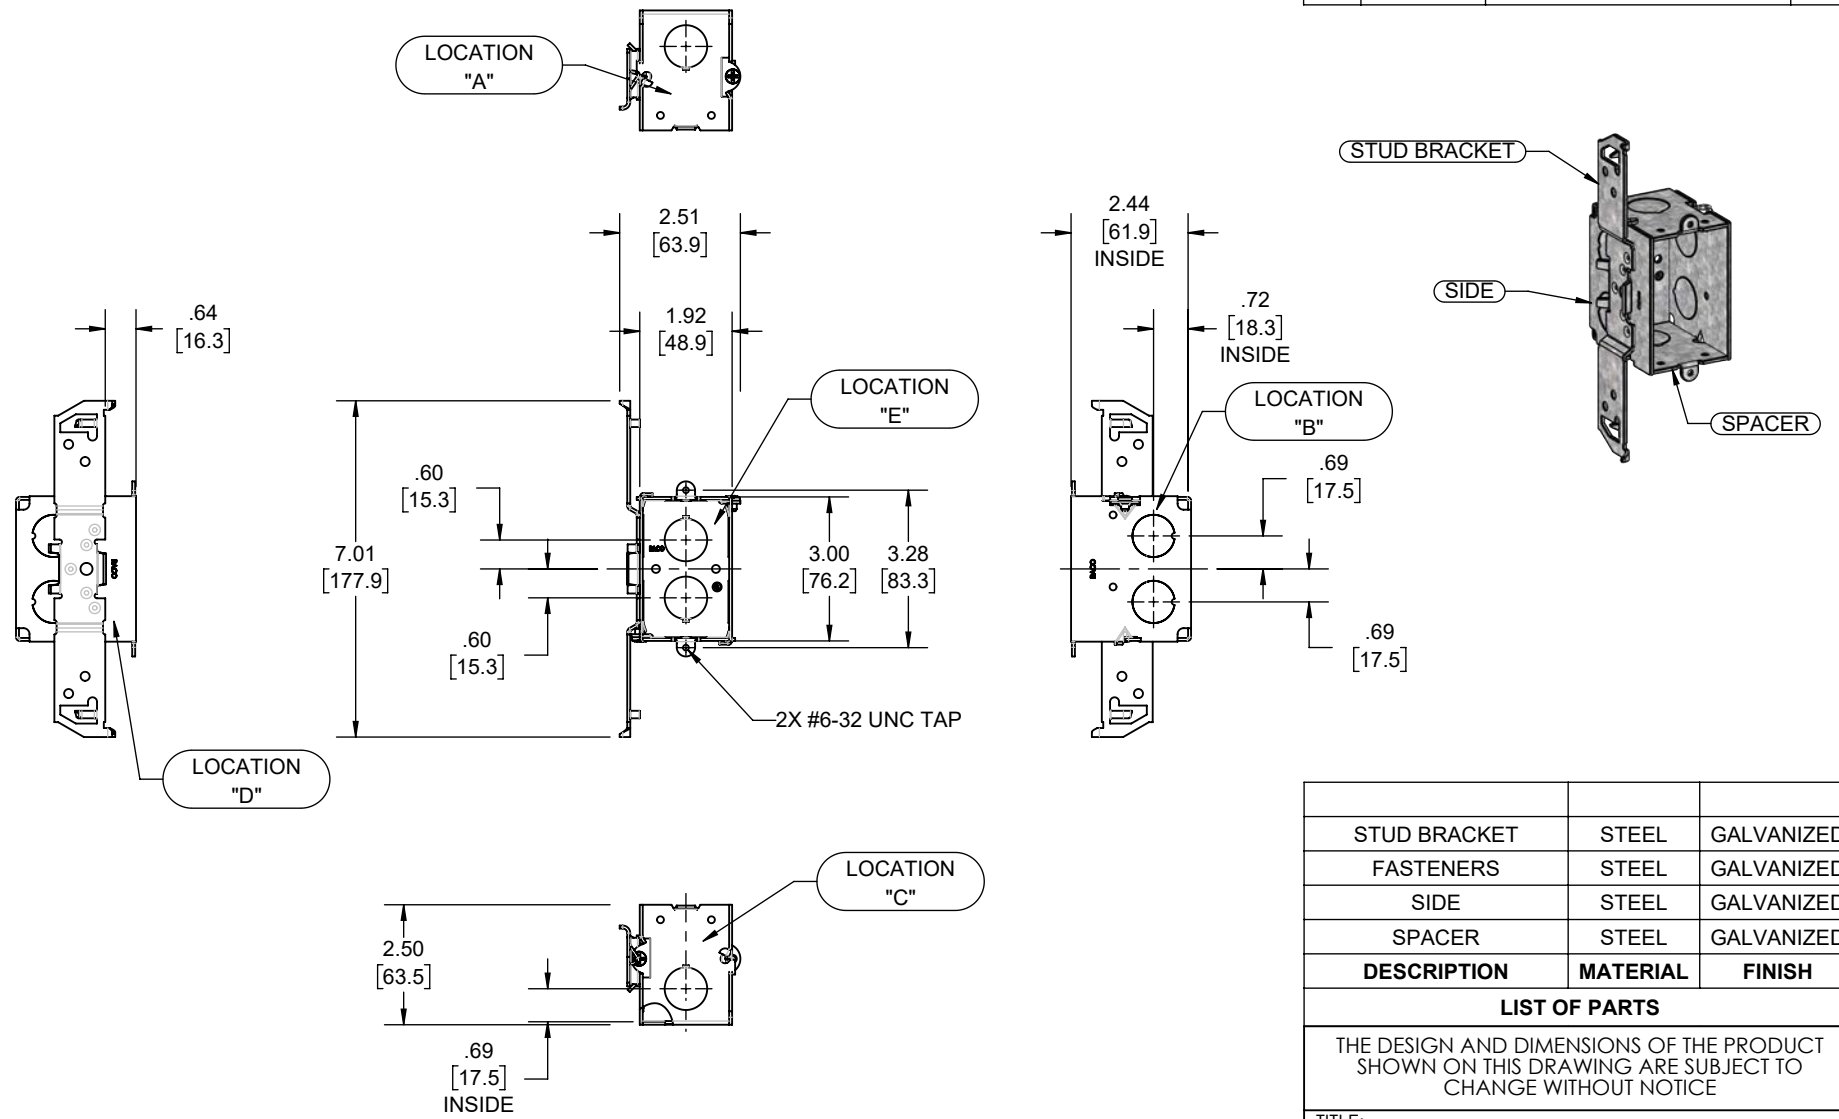 LOCATION
"A"
STUD BRACKET
SIDE
SPACER
2.51
[63.9]
1.92
[48.9]
2.44
[61.9]
INSIDE
.72
[18.3]
INSIDE
.64
[16.3]
LOCATION
"E"
LOCATION
"B"
.60
[15.3]
.69
[17.5]
7.01
[177.9]
3.00
[76.2]
3.28
[83.3]
.60
[15.3]
.69
[17.5]
2X #6-32 UNC TAP
LOCATION
"D"
LOCATION
"C"
2.50
[63.5]
.69
[17.5]
INSIDE
STUD BRACKET STEEL GALVANIZED
FASTENERS STEEL GALVANIZED
SIDE STEEL GALVANIZED
SPACER STEEL GALVANIZED
DESCRIPTION MATERIAL FINISH
LIST OF PARTS
THE DESIGN AND DIMENSIONS OF THE PRODUCT
SHOWN ON THIS DRAWING ARE SUBJECT TO
CHANGE WITHOUT NOTICE
TITLE: